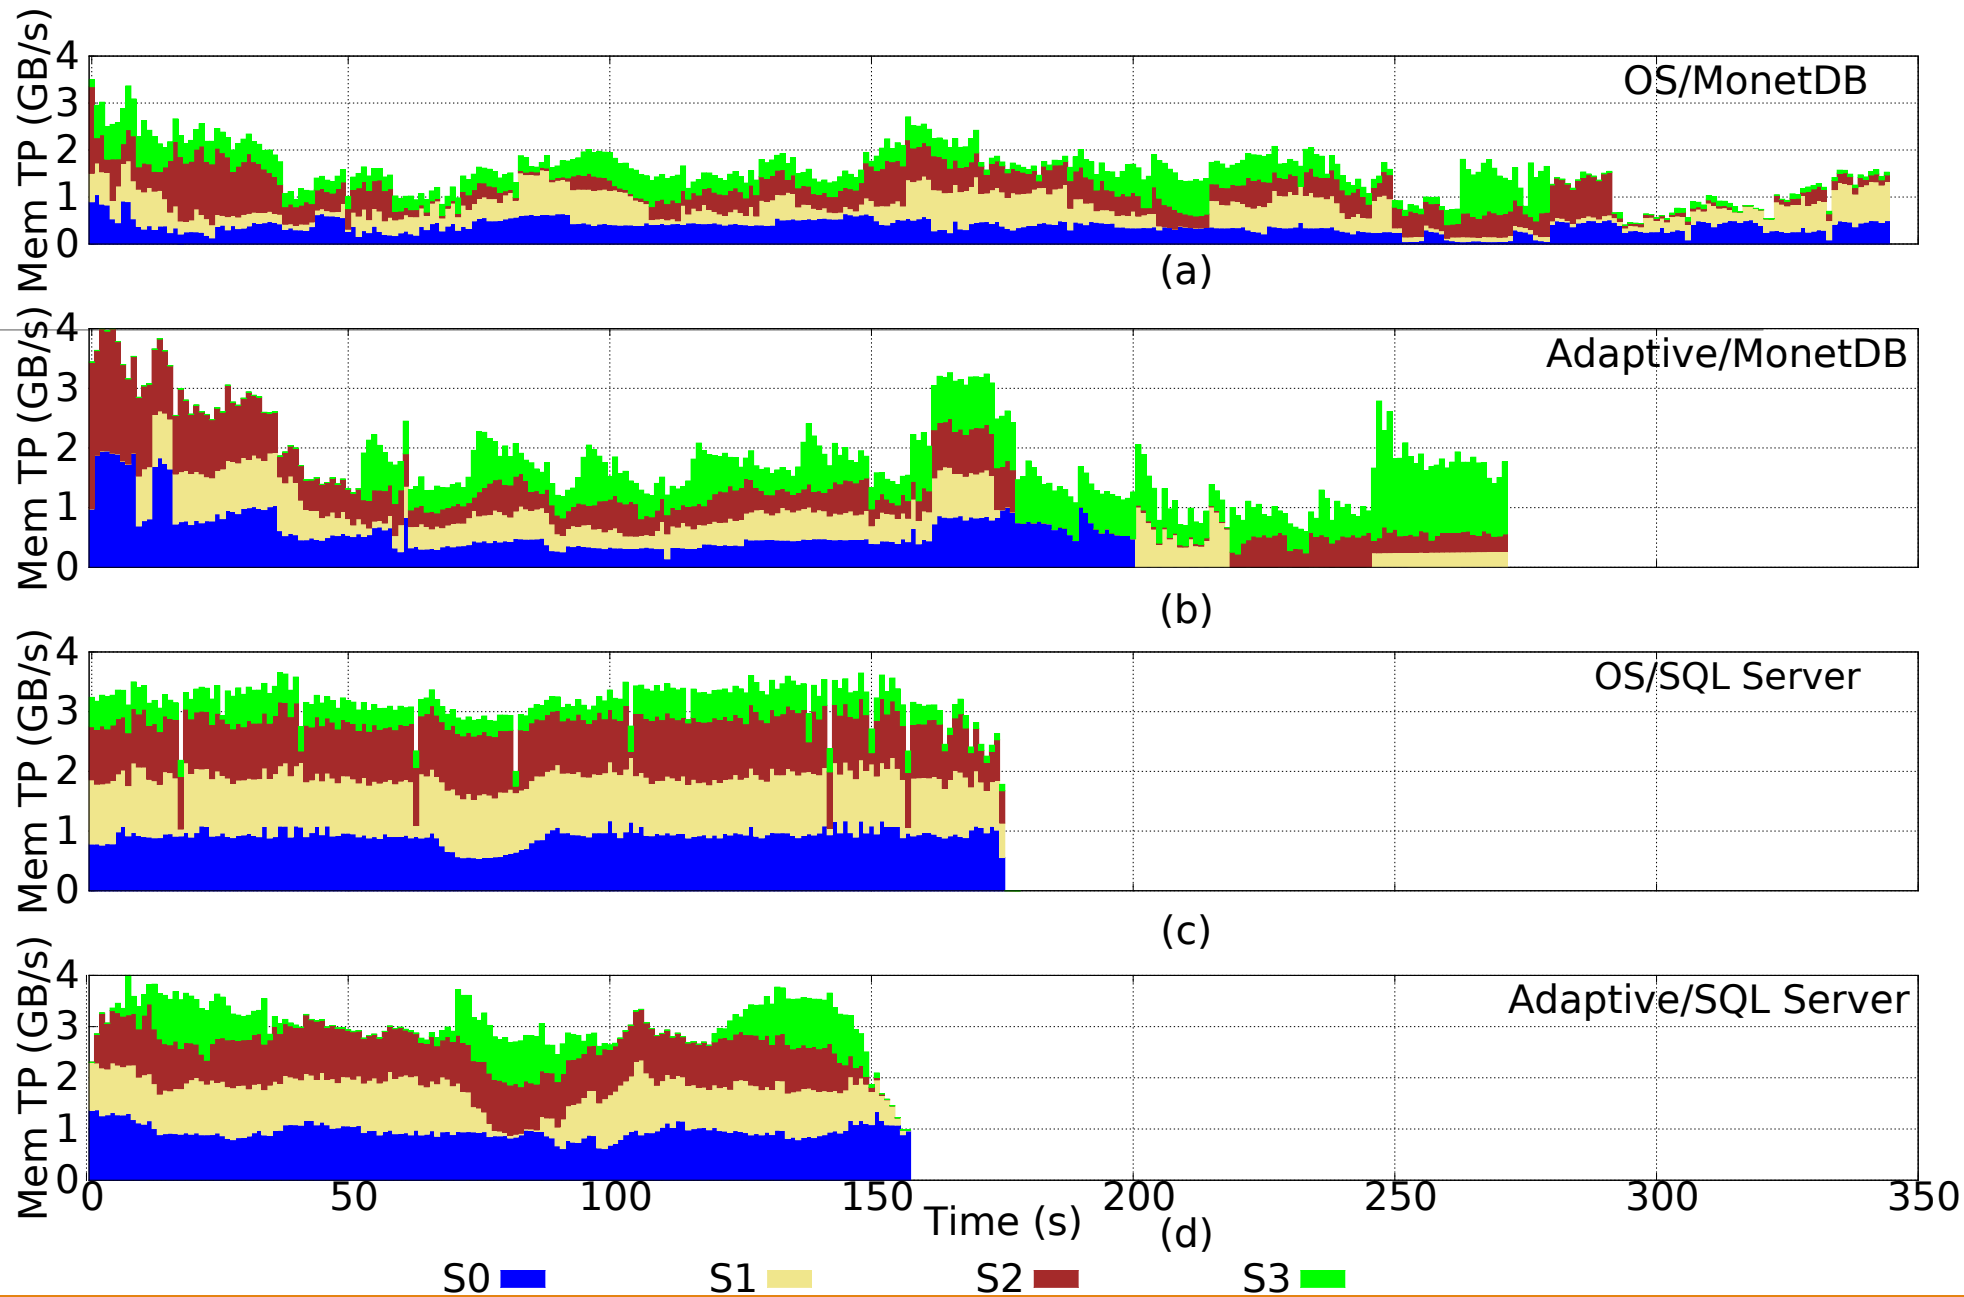 Mem TP (GB/s)
4
3
2
1
0
OS/MonetDB
(a)
Mem TP (GB/s)
4
3
2
1
0
Adaptive/MonetDB
(b)
Mem TP (GB/s)
4
3
2
1
0
OS/SQL Server
(c)
Mem TP (GB/s)
4
3
2
1
0
Adaptive/SQL Server
0 50 100 150 200 250 300 350
Time (s)
(d)
S0 S1 S2 S3